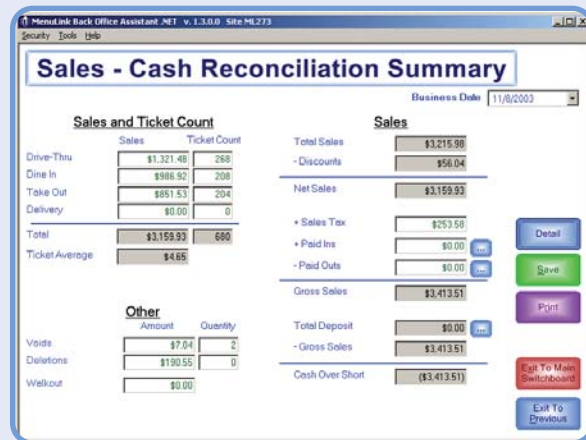 MenuLink Back Office Assistant .NET v. 1.3.0.0 Site ML273
Security Tools Help
Sales - Cash Reconciliation Summary
Business Date 11/8/2003
Sales and Ticket Count
Sales Ticket Count
Drive-Thru $1,321.48 268
Dine In $986.92 208
Take Out $851.53 204
Delivery $0.00 0
Total $3,159.93 680
Ticket Average $4.65
Other
Amount Quantity
Voids $7.04 2
Deletions $190.55 0
Walkout $0.00
Sales
Total Sales $3,215.98
- Discounts $56.04
Net Sales $3,159.93
+ Sales Tax $253.58
+ Paid Ins $0.00 ...
- Paid Outs $0.00 ...
Gross Sales $3,413.51
Total Deposit $0.00 ...
- Gross Sales $3,413.51
Cash Over Short ($3,413.51)
Detail
Save
Print
Exit To Main
Switchboard
Exit To
Previous